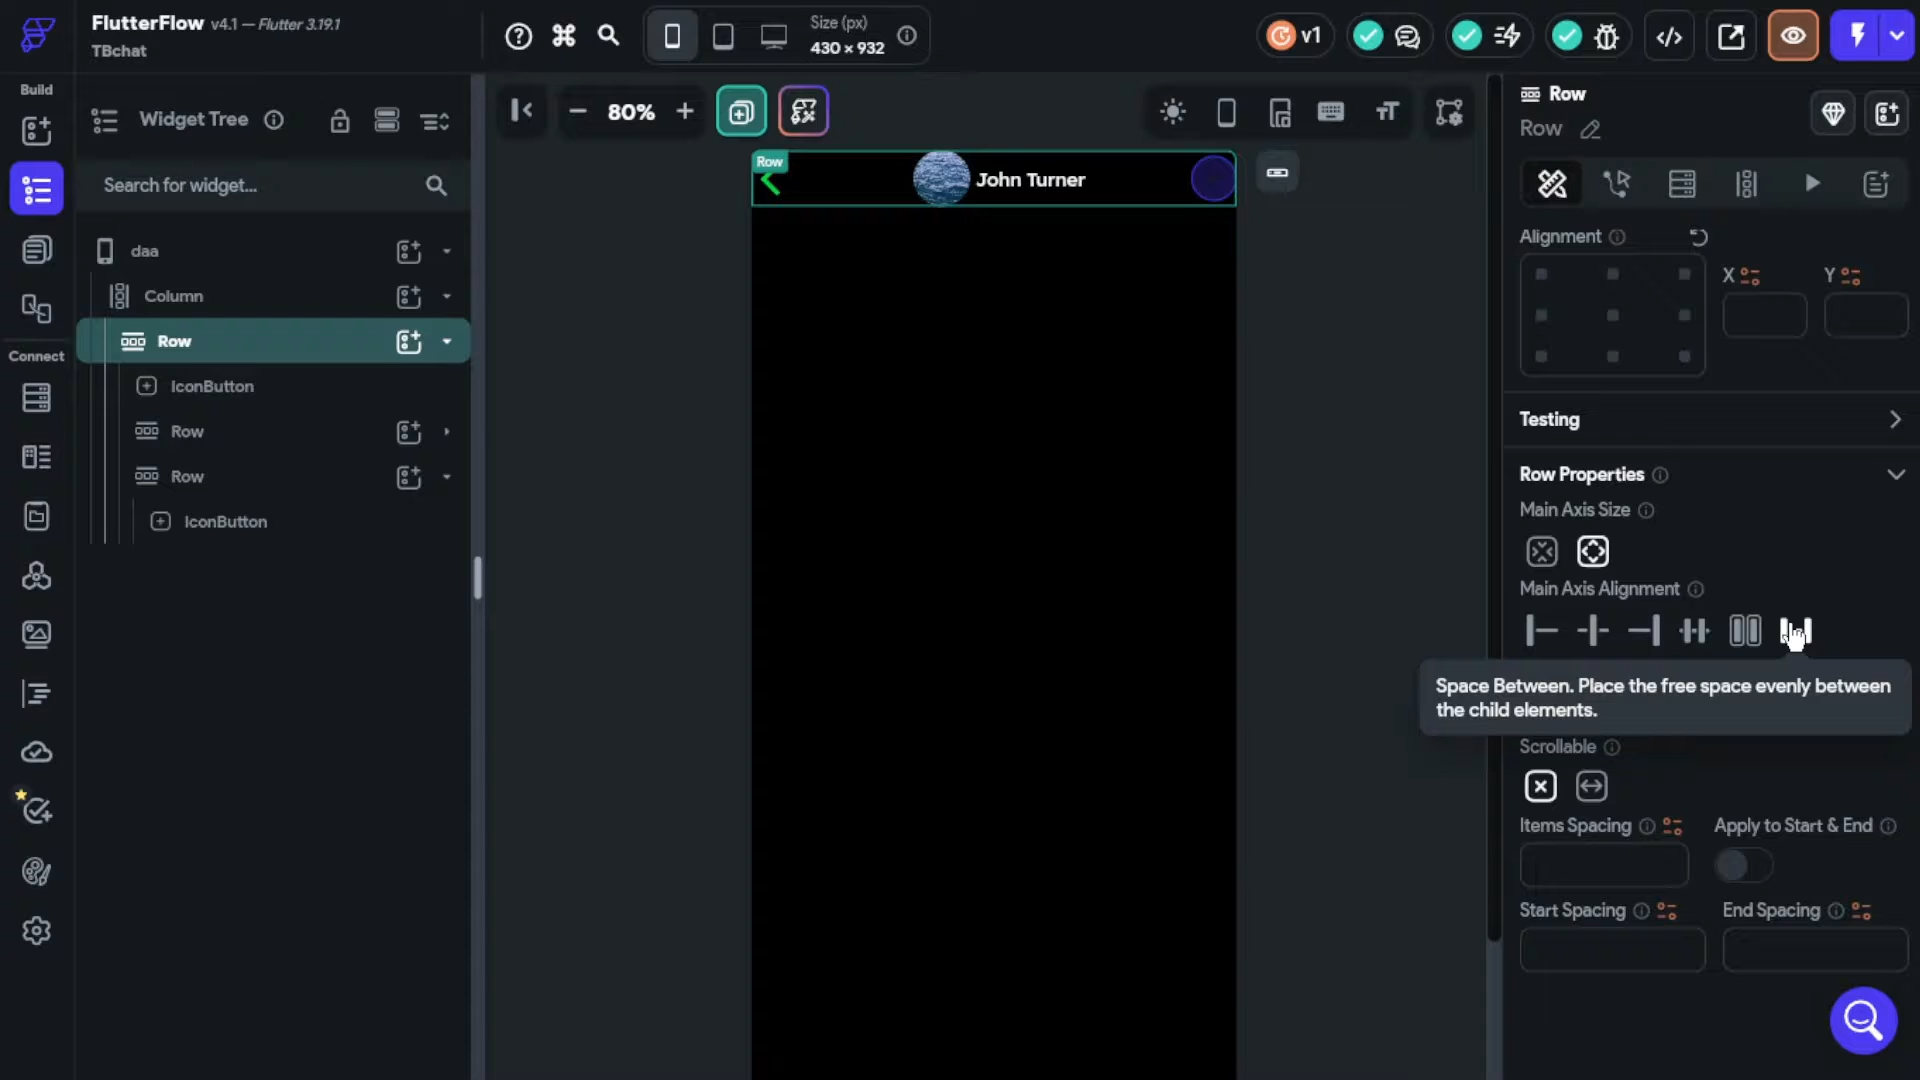 FlutterFlow v4.1 — Flutter 3.19.1
TBchat
Size (px)
430 × 932
v1
Build
Connect
Widget Tree
Search for widget...
daa
Column
Row
IconButton
Row
Row
IconButton
80%
Row
John Turner
Row
Row
Alignment
X
Y
Testing
Row Properties
Main Axis Size
Main Axis Alignment
Space Between. Place the free space evenly between
the child elements.
Scrollable
Items Spacing
Apply to Start & End
Start Spacing
End Spacing